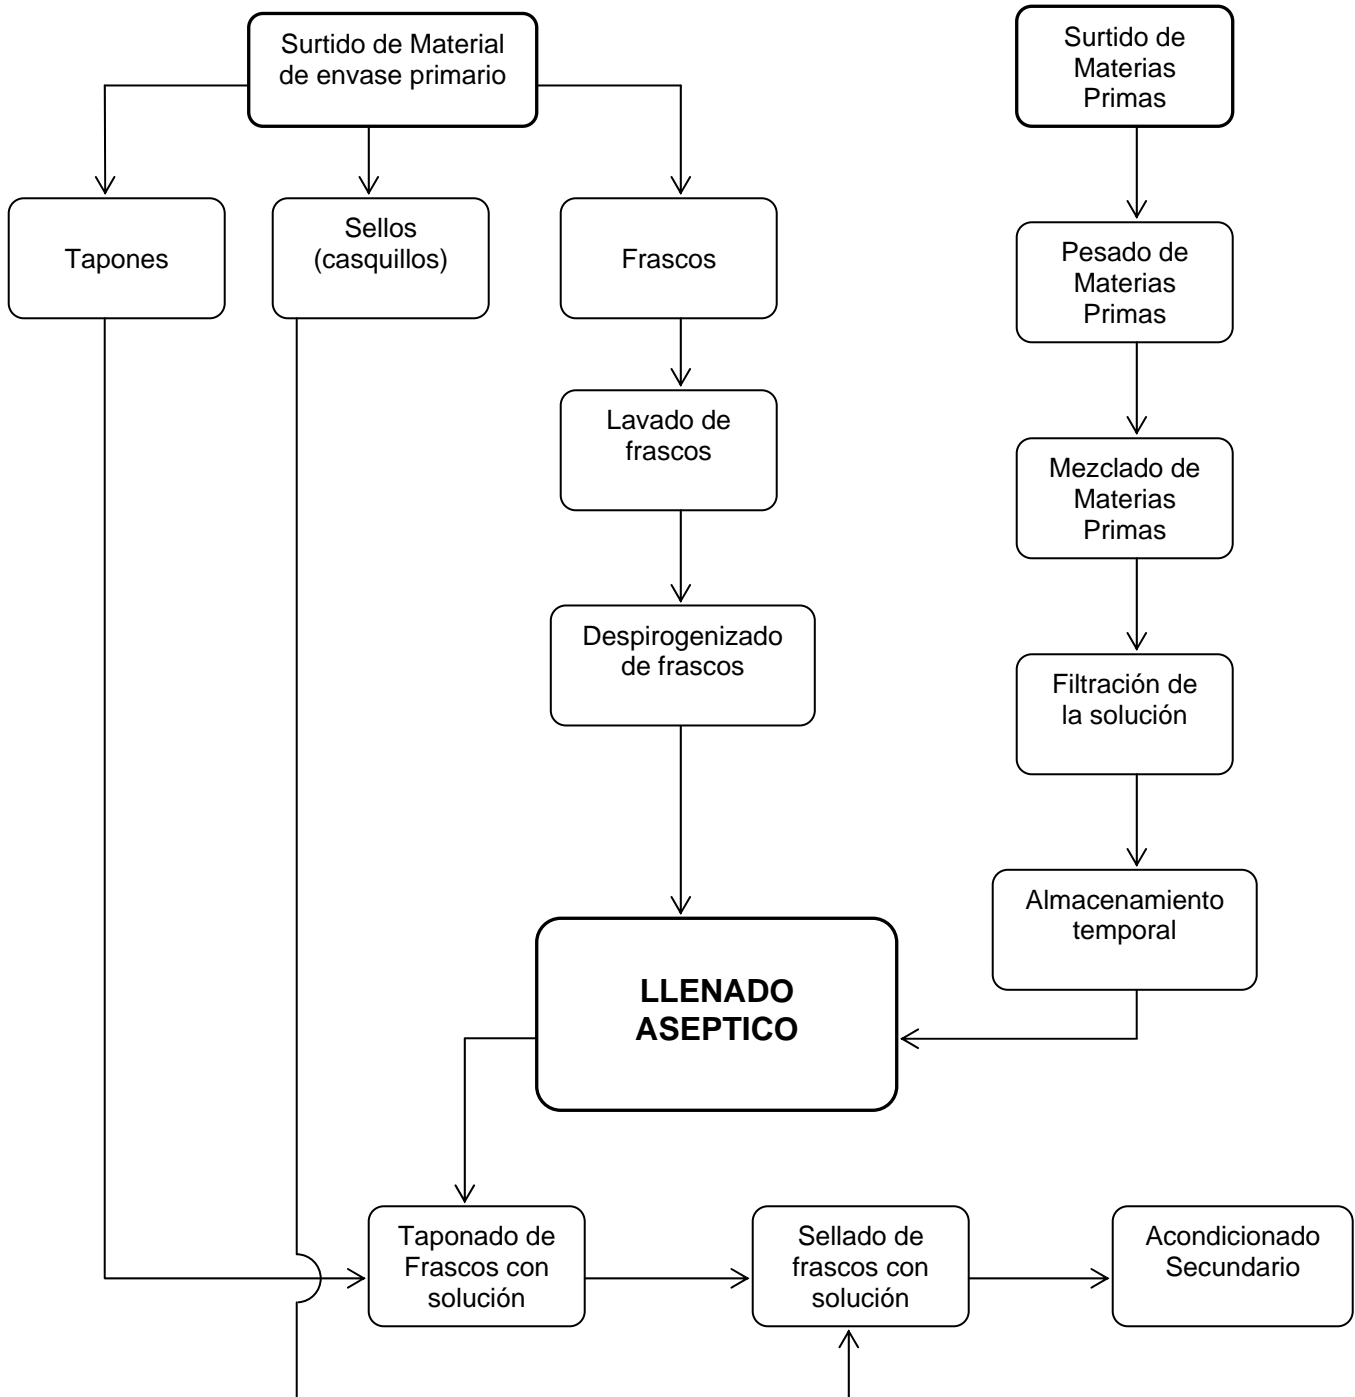 Surtido de Material
de envase primario
Surtido de
Materias
Primas
Tapones
Sellos
(casquillos)
Frascos
Pesado de
Materias
Primas
Lavado de
frascos
Mezclado de
Materias
Primas
Despirogenizado
de frascos
Filtración de
la solución
Almacenamiento
temporal
LLENADO
ASEPTICO
Taponado de
Frascos con
solución
Sellado de
frascos con
solución
Acondicionado
Secundario